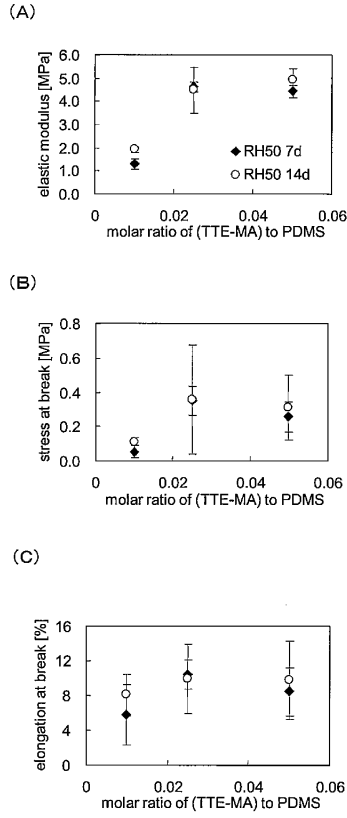 (A)
elastic modulus [MPa]
6.0
5.0
4.0
3.0
2.0
1.0
0.0
RH50 7d
RH50 14d
0 0.02 0.04 0.06
molar ratio of (TTE-MA) to PDMS
(B)
stress at break [MPa]
0.8
0.6
0.4
0.2
0.0
0 0.02 0.04 0.06
molar ratio of (TTE-MA) to PDMS
(C)
elongation at break [%]
16
12
8
4
0
0 0.02 0.04 0.06
molar ratio of (TTE-MA) to PDMS